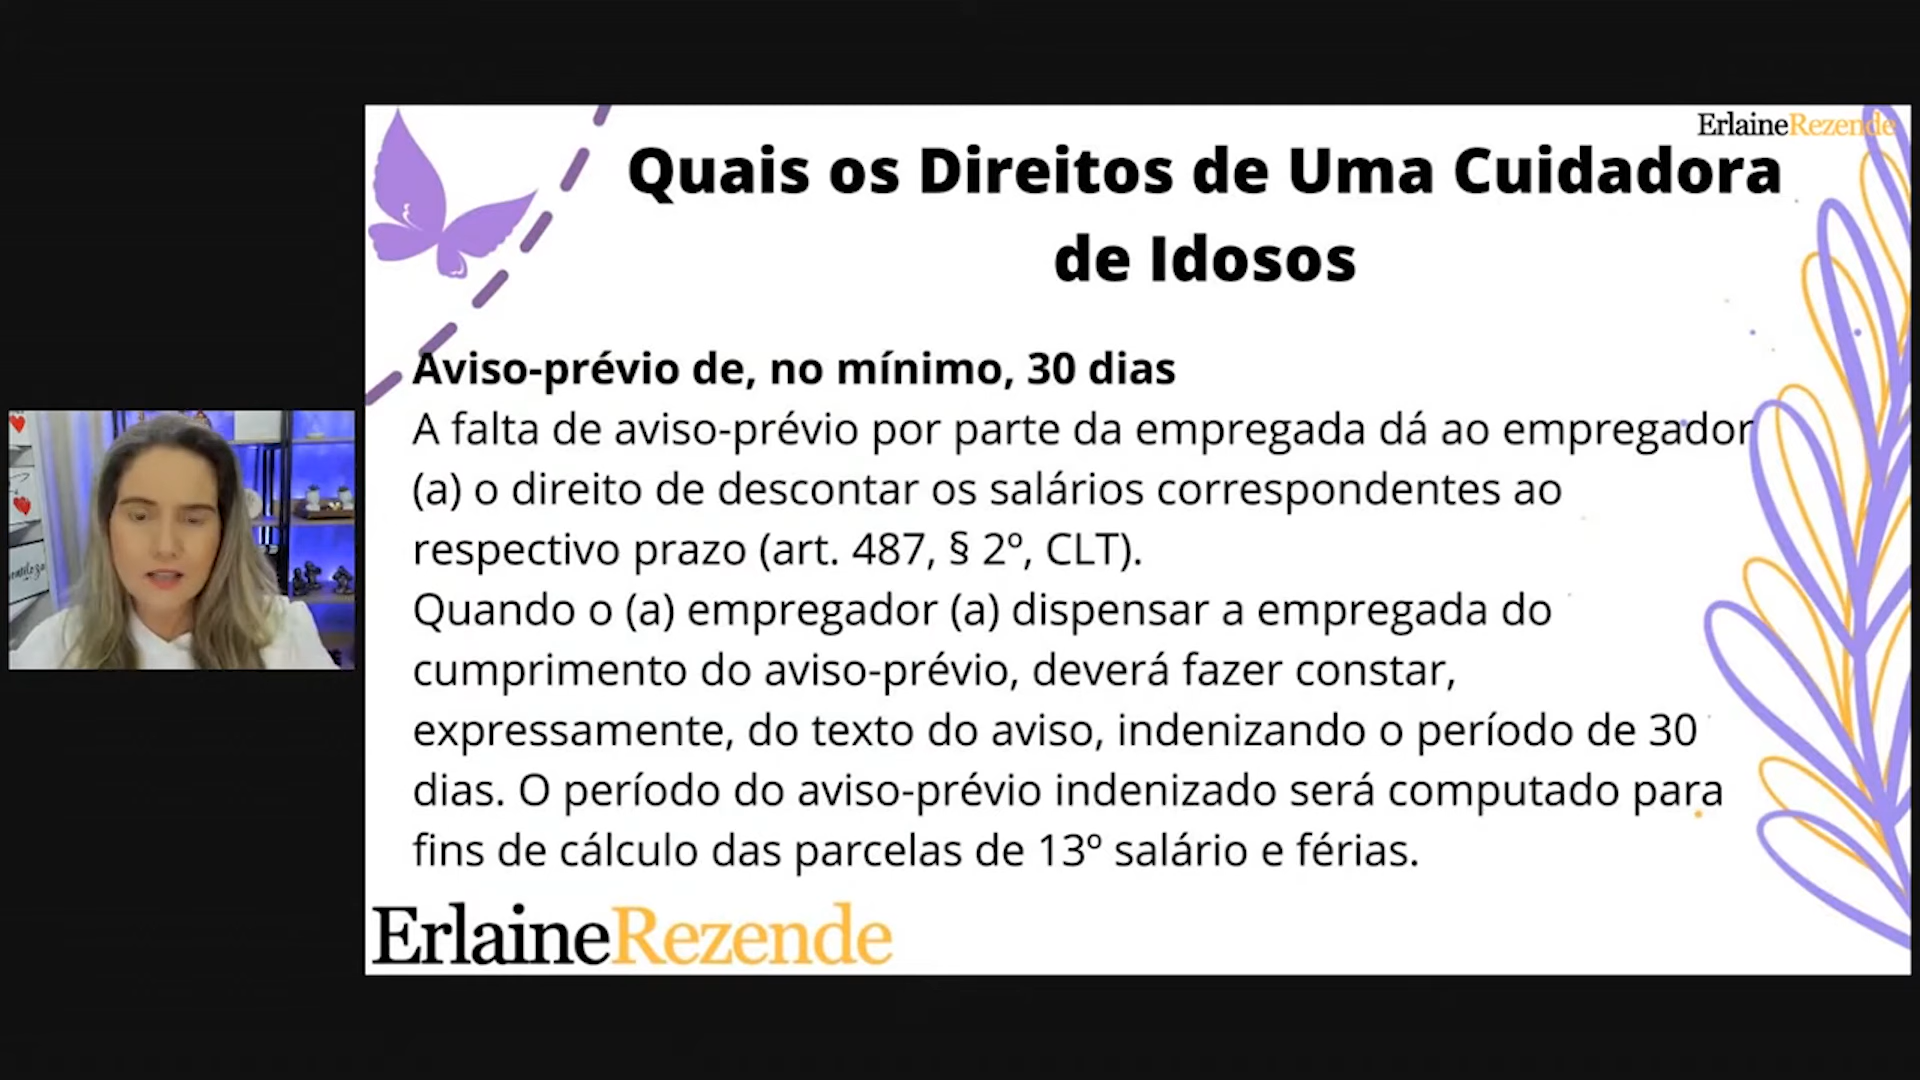 ErlaineRezende
Quais os Direitos de Uma Cuidadora
de Idosos
Aviso-prévio de, no mínimo, 30 dias
A falta de aviso-prévio por parte da empregada dá ao empregador
(a) o direito de descontar os salários correspondentes ao
respectivo prazo (art. 487, § 2º, CLT).
Quando o (a) empregador (a) dispensar a empregada do
cumprimento do aviso-prévio, deverá fazer constar,
expressamente, do texto do aviso, indenizando o período de 30
dias. O período do aviso-prévio indenizado será computado para
fins de cálculo das parcelas de 13º salário e férias.
ErlaineRezende